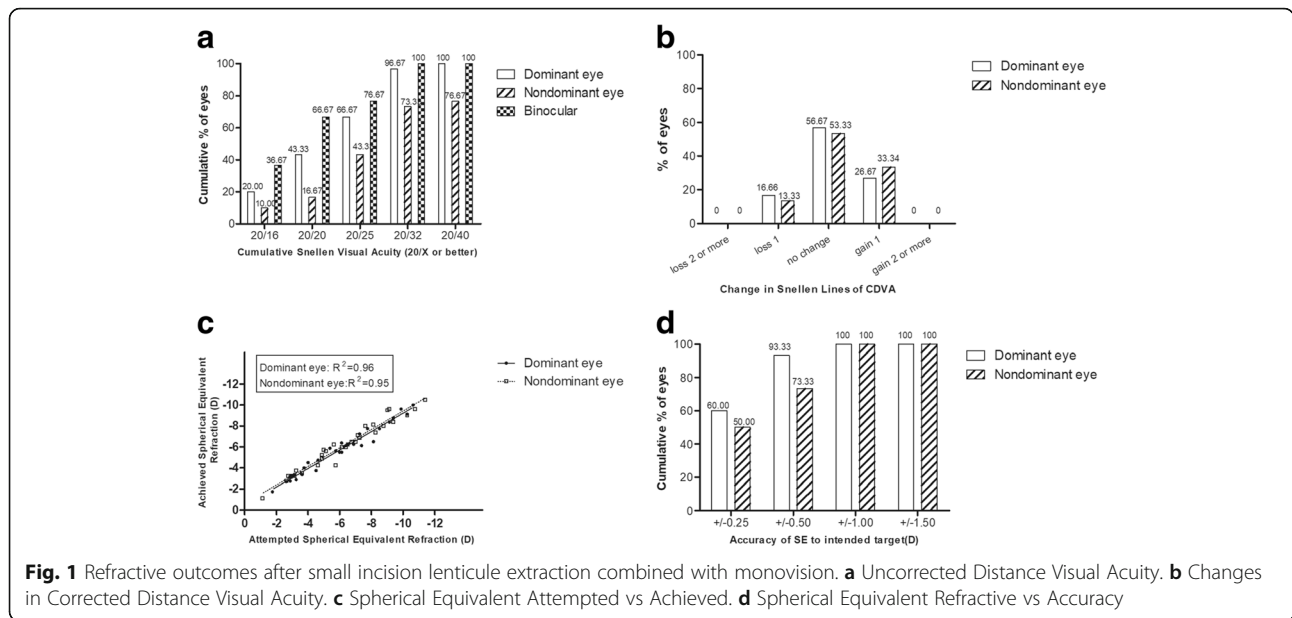 a
100
80
60
40
20
0
Cumulative % of eyes
20.00
10.00
36.67
43.33
16.67
66.67
66.67
43.3
76.67
96.67
73.3
100
100
76.67
100
20/16 20/20 20/25 20/32 20/40
Cumulative Snellen Visual Acuity (20/X or better)
Dominant eye
Nondominant eye
Binocular
b
100
80
60
40
20
0
% of eyes
0 0
16.66
13.33
56.67
53.33
26.67
33.34
0 0
loss 2 or more
loss 1
no change
gain 1
gain 2 or more
Change in Snellen Lines of CDVA
Dominant eye
Nondominant eye
c
Dominant eye: R²=0.96
Nondominant eye:R²=0.95
-12
-10
-8
-6
-4
-2
0
Achieved Spherical Equivalent
Refraction (D)
0 -2 -4 -6 -8 -10 -12
Attempted Spherical Equivalent Refraction (D)
Dominant eye
Nondominant eye
d
100
80
60
40
20
0
Cumulative % of eyes
60.00
50.00
93.33
73.33
100 100
100 100
+/-0.25 +/-0.50 +/-1.00 +/-1.50
Accuracy of SE to intended target(D)
Dominant eye
Nondominant eye
Fig. 1 Refractive outcomes after small incision lenticule extraction combined with monovision. a Uncorrected Distance Visual Acuity. b Changes
in Corrected Distance Visual Acuity. c Spherical Equivalent Attempted vs Achieved. d Spherical Equivalent Refractive vs Accuracy